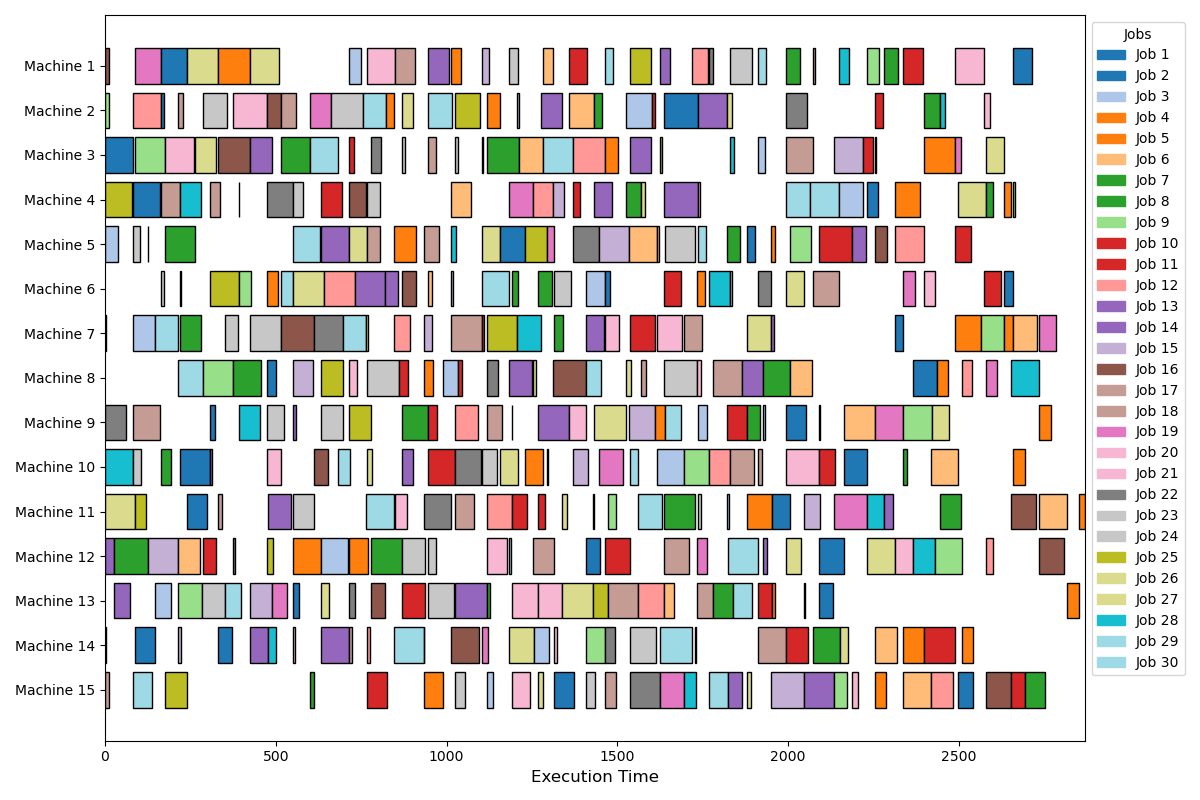 Machine 1
Machine 2
Machine 3
Machine 4
Machine 5
Machine 6
Machine 7
Machine 8
Machine 9
Machine 10
Machine 11
Machine 12
Machine 13
Machine 14
Machine 15
0 500 1000 1500 2000 2500
Execution Time
Jobs
Job 1
Job 2
Job 3
Job 4
Job 5
Job 6
Job 7
Job 8
Job 9
Job 10
Job 11
Job 12
Job 13
Job 14
Job 15
Job 16
Job 17
Job 18
Job 19
Job 20
Job 21
Job 22
Job 23
Job 24
Job 25
Job 26
Job 27
Job 28
Job 29
Job 30